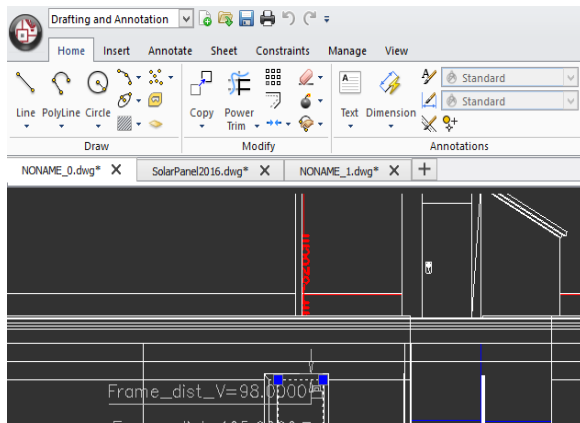 Drafting and Annotation
Home Insert Annotate Sheet Constraints Manage View
Standard
Standard
Line PolyLine Circle Copy Power Trim Text Dimension
Draw Modify Annotations
NONAME_0.dwg* SolarPanel2016.dwg* NONAME_1.dwg*
Frame_dist_V=98.0000